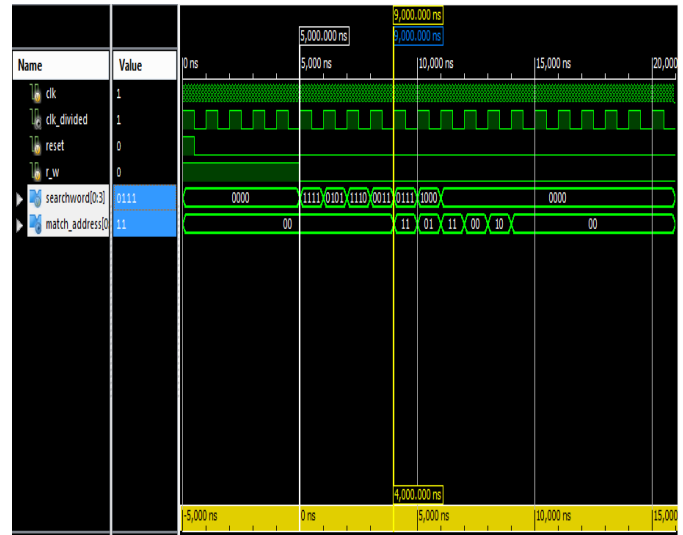 9,000.000 ns
5,000.000 ns 9,000.000 ns
Name Value 0 ns 5,000 ns 10,000 ns 15,000 ns 20,000
clk 1
clk_divided 1
reset 0
r_w 0
searchword[0:3] 0111 0000 1111 0101 1110 0011 0111 1000 0000
match_address[0 11 00 11 01 11 00 10 00
4,000.000 ns
-5,000 ns 0 ns 5,000 ns 10,000 ns 15,000